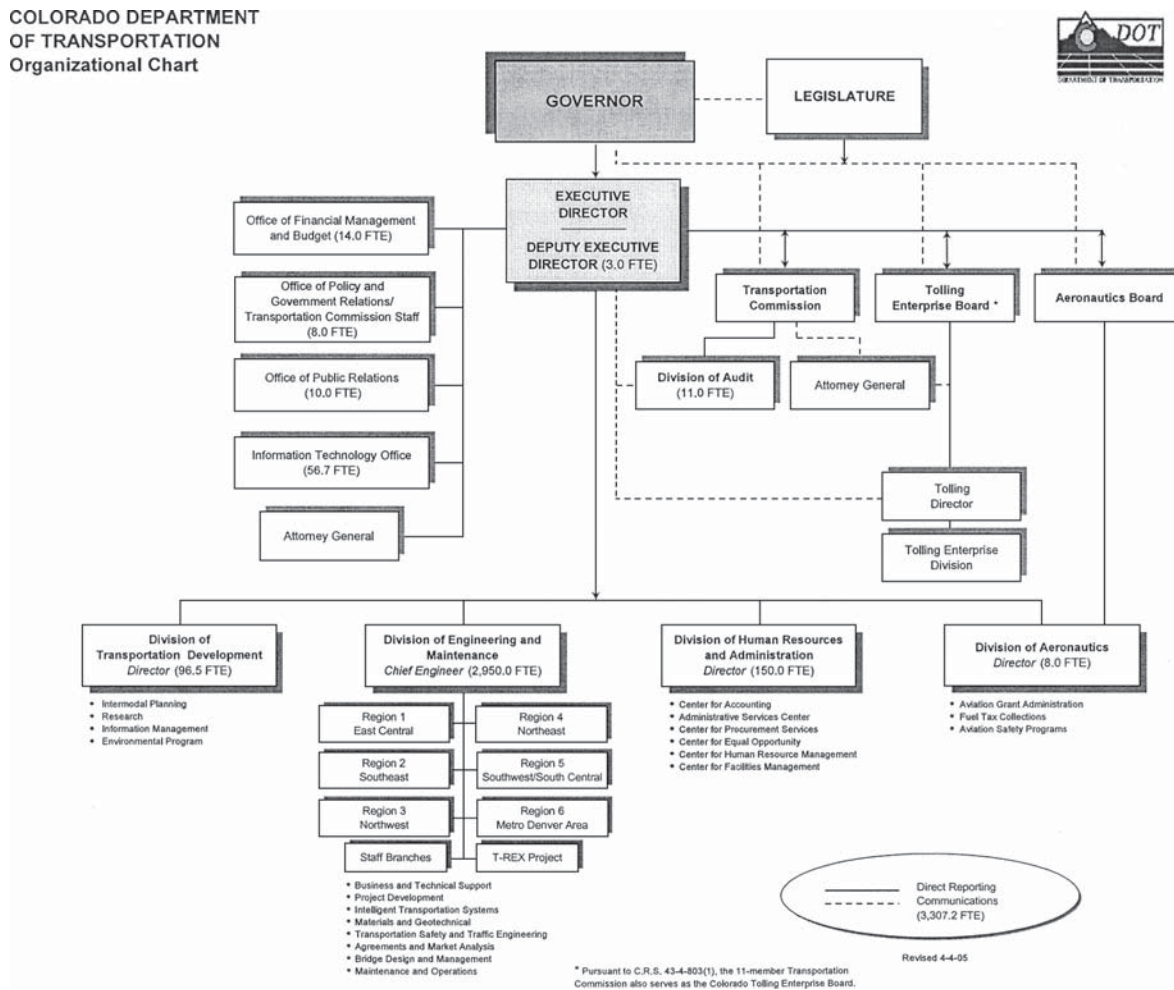 COLORADO DEPARTMENT
OF TRANSPORTATION
Organizational Chart
DOT
DEPARTMENT OF TRANSPORTATION
GOVERNOR
LEGISLATURE
EXECUTIVE
DIRECTOR
DEPUTY EXECUTIVE
DIRECTOR (3.0 FTE)
Office of Financial Management
and Budget (14.0 FTE)
Office of Policy and
Government Relations/
Transportation Commission Staff
(8.0 FTE)
Office of Public Relations
(10.0 FTE)
Information Technology Office
(56.7 FTE)
Attorney General
Transportation
Commission
Tolling
Enterprise Board *
Aeronautics Board
Division of Audit
(11.0 FTE)
Attorney General
Tolling
Director
Tolling Enterprise
Division
Division of
Transportation Development
Director (96.5 FTE)
• Intermodal Planning
• Research
• Information Management
• Environmental Program
Division of Engineering and
Maintenance
Chief Engineer (2,950.0 FTE)
Region 1
East Central
Region 4
Northeast
Region 2
Southeast
Region 5
Southwest/South Central
Region 3
Northwest
Region 6
Metro Denver Area
Staff Branches
T-REX Project
• Business and Technical Support
• Project Development
• Intelligent Transportation Systems
• Materials and Geotechnical
• Transportation Safety and Traffic Engineering
• Agreements and Market Analysis
• Bridge Design and Management
• Maintenance and Operations
Division of Human Resources
and Administration
Director (150.0 FTE)
• Center for Accounting
• Administrative Services Center
• Center for Procurement Services
• Center for Equal Opportunity
• Center for Human Resource Management
• Center for Facilities Management
Division of Aeronautics
Director (8.0 FTE)
• Aviation Grant Administration
• Fuel Tax Collections
• Aviation Safety Programs
Direct Reporting
Communications
(3,307.2 FTE)
Revised 4-4-05
* Pursuant to C.R.S. 43-4-803(1), the 11-member Transportation
Commission also serves as the Colorado Tolling Enterprise Board.